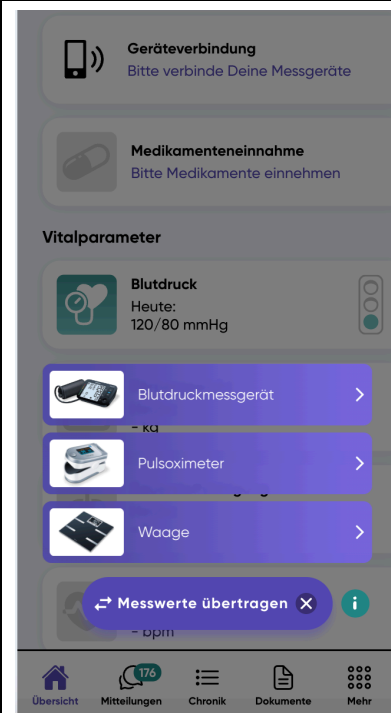 Geräteverbindung
Bitte verbinde Deine Messgeräte
Medikamenteneinnahme
Bitte Medikamente einnehmen
Vitalparameter
Blutdruck
Heute:
120/80 mmHg
Blutdruckmessgerät
- kg
Pulsoximeter
Waage
Messwerte übertragen
i
- bpm
176
Übersicht Mitteilungen Chronik Dokumente Mehr